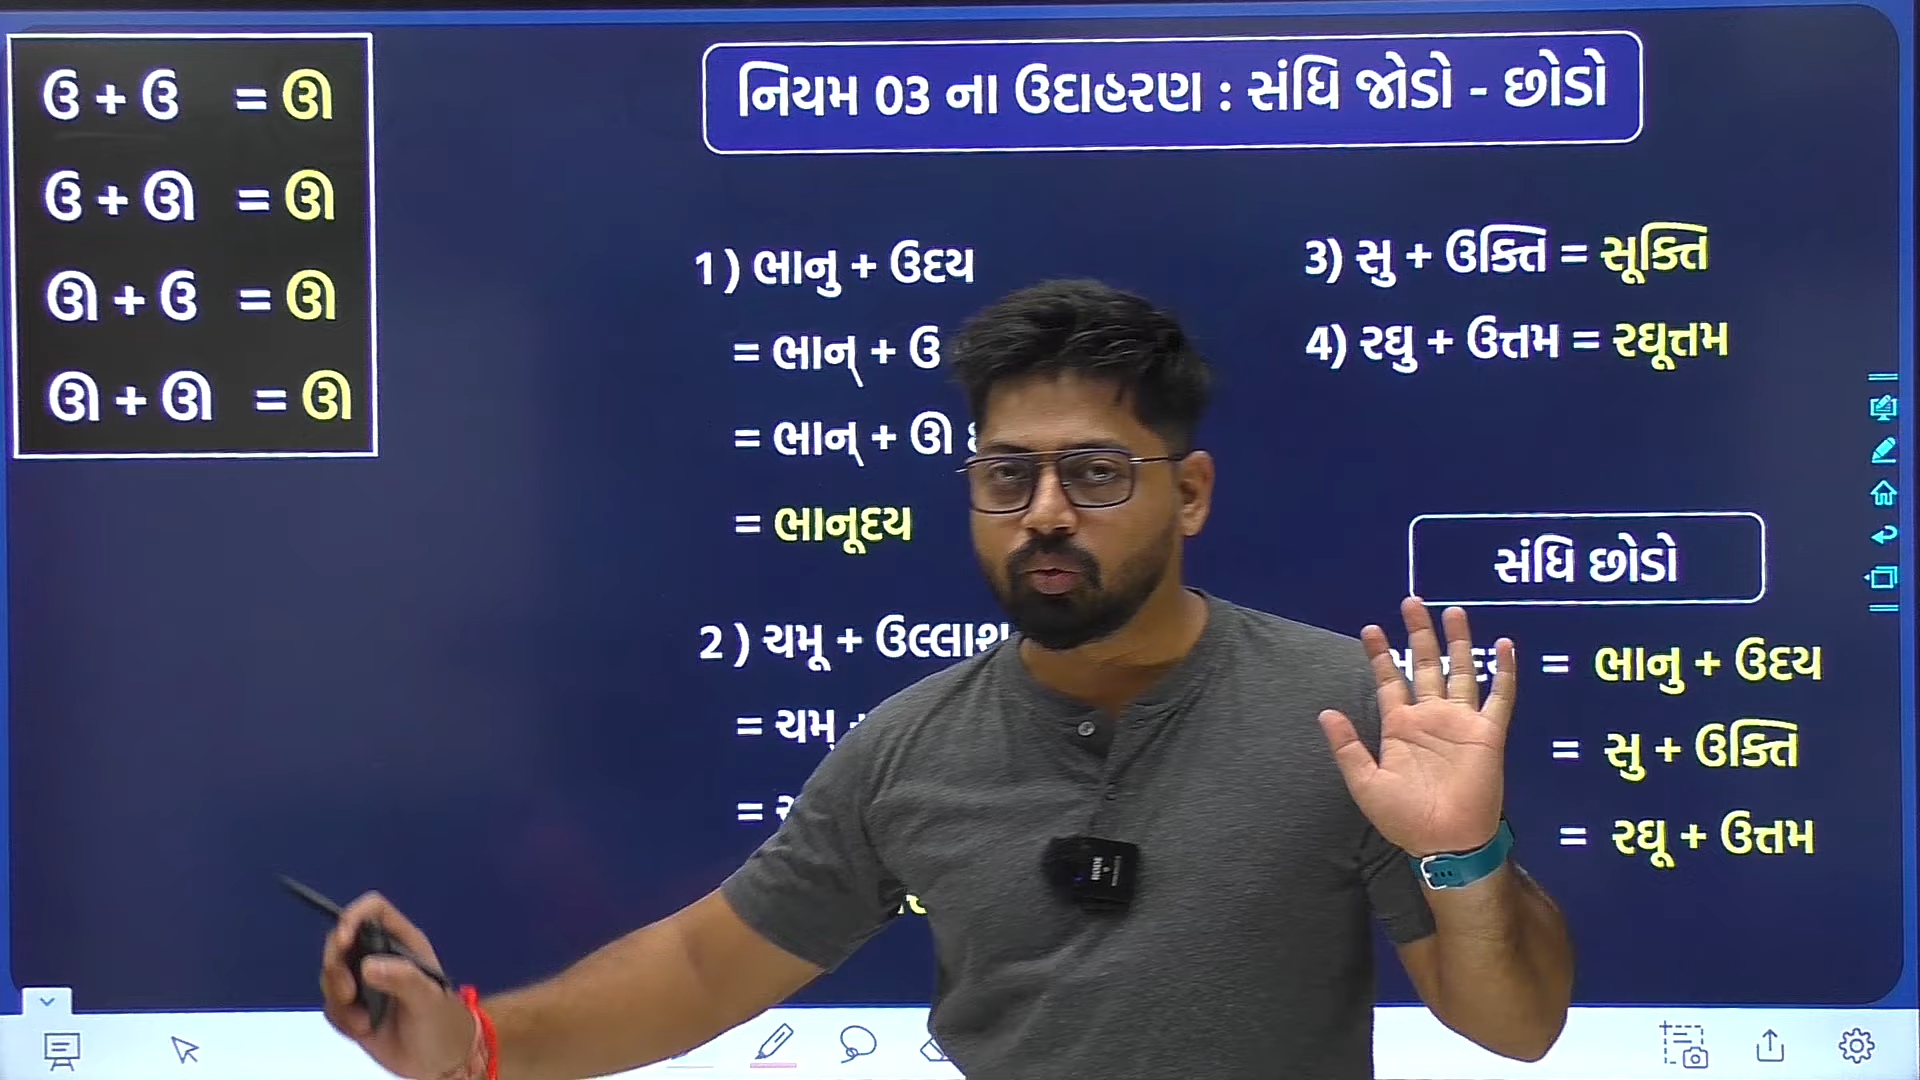 ઉ + ઉ = ઊ
ઉ + ઊ = ઊ
ઊ + ઉ = ઊ
ઊ + ઊ = ઊ
નિયમ 03 ના ઉદાહરણ : સંધિ જોડો - છોડો
1) ભાનુ + ઉદય
= ભાન્ + ઉ
= ભાન્ + ઊ
= ભાનૂદય
2) ચમૂ + ઉલ્લાશ
= ચમ્ +
=
3) સુ + ઉક્તિ = સૂક્તિ
4) રઘુ + ઉત્તમ = રઘૂત્તમ
સંધિ છોડો
= ભાનુ + ઉદય
= સુ + ઉક્તિ
= રઘૂ + ઉત્તમ
RODE